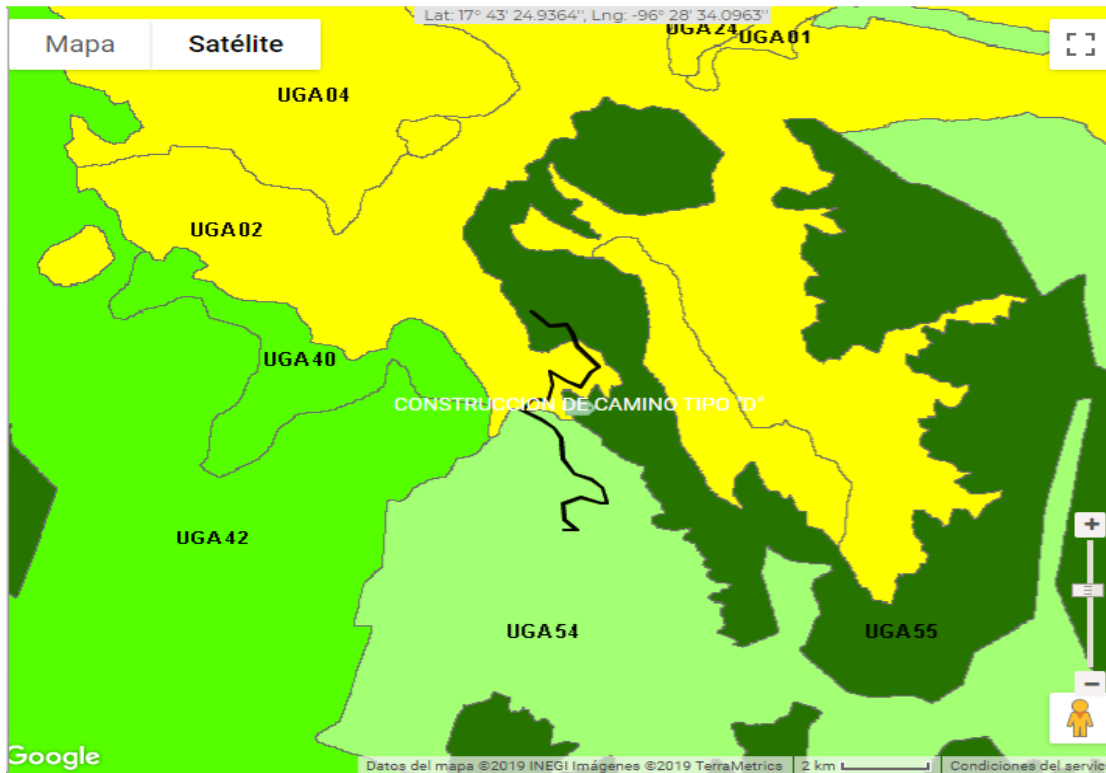 Lat: 17° 43' 24.9364'', Lng: -96° 28' 34.0963''
Mapa
Satélite
UGA24
UGA01
UGA04
UGA02
UGA40
CONSTRUCCION DE CAMINO TIPO "D"
UGA42
UGA54
UGA55
Google
Datos del mapa ©2019 INEGI Imágenes ©2019 TerraMetrics
2 km
Condiciones del servic